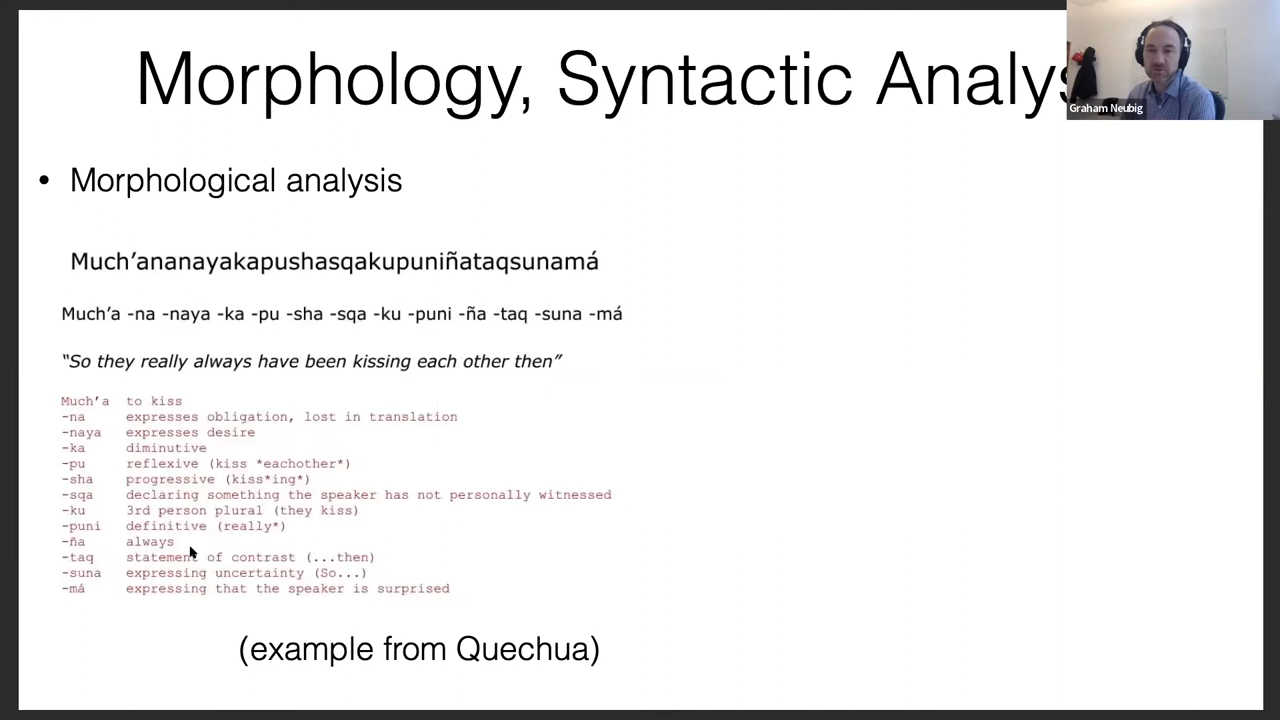 Morphology, Syntactic Analys
Graham Neubig
• Morphological analysis
Much’ananayakapushasqakupuniñataqsunamá
Much’a -na -naya -ka -pu -sha -sqa -ku -puni -ña -taq -suna -má
“So they really always have been kissing each other then”
Much’a to kiss
-na expresses obligation, lost in translation
-naya expresses desire
-ka diminutive
-pu reflexive (kiss *eachother*)
-sha progressive (kiss*ing*)
-sqa declaring something the speaker has not personally witnessed
-ku 3rd person plural (they kiss)
-puni definitive (really*)
-ña always
-taq statement of contrast (...then)
-suna expressing uncertainty (So...)
-má expressing that the speaker is surprised
(example from Quechua)